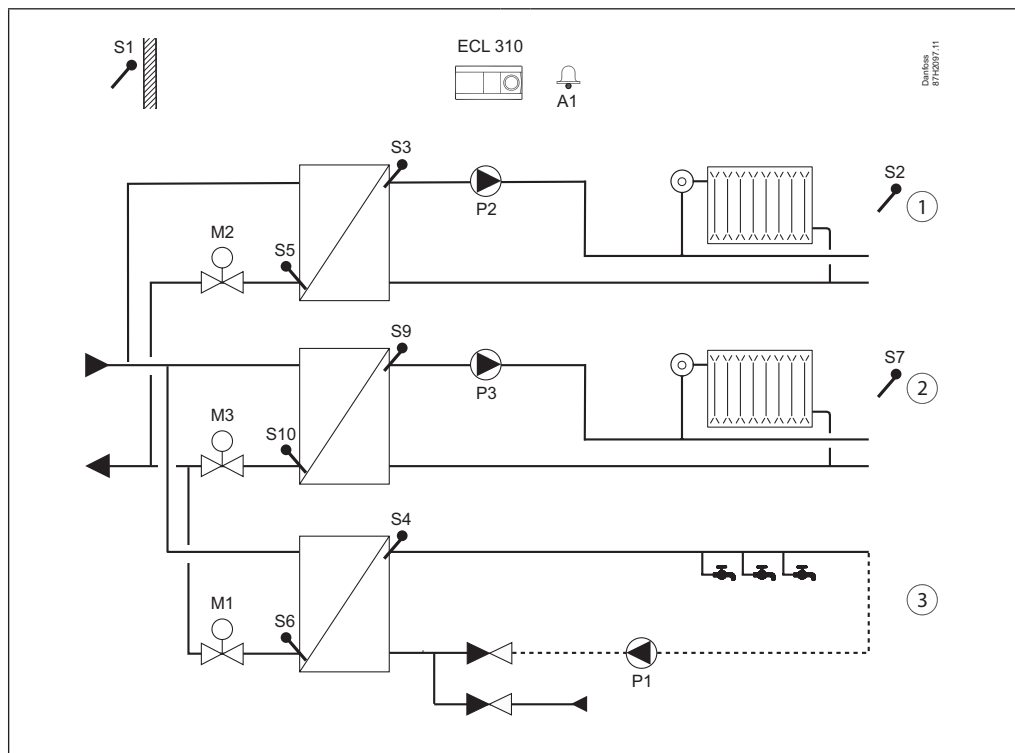 S1
ECL 310
A1
Danfoss
87H2097.11
S3
P2
S2
1
M2
S5
S9
P3
S7
2
M3
S10
S4
3
M1
S6
P1